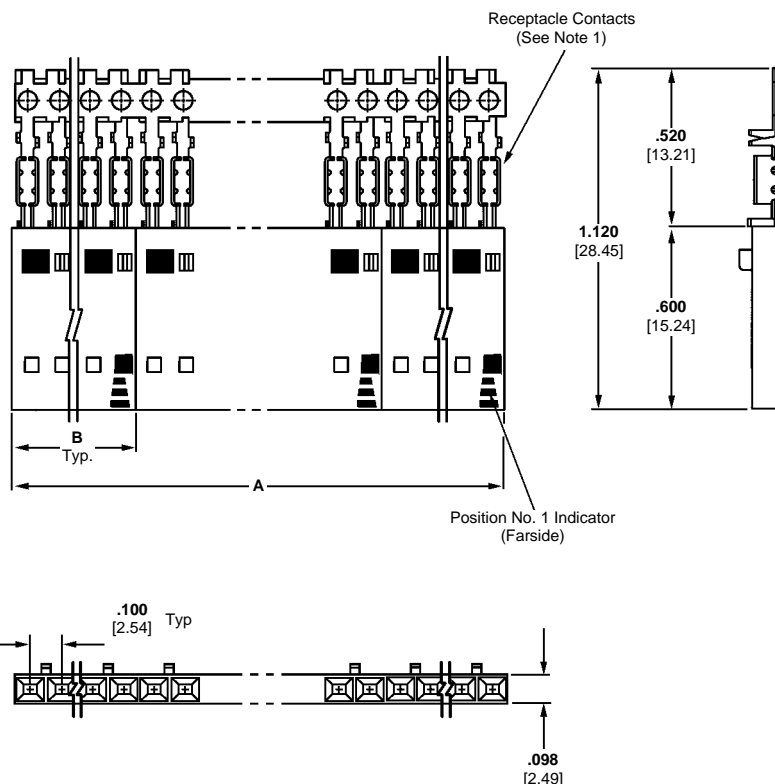 Receptacle Contacts
(See Note 1)
.520
[13.21]
1.120
[28.45]
.600
[15.24]
B
Typ.
A
Position No. 1 Indicator
(Farside)
.100
[2.54]
Typ
.098
[2.49]